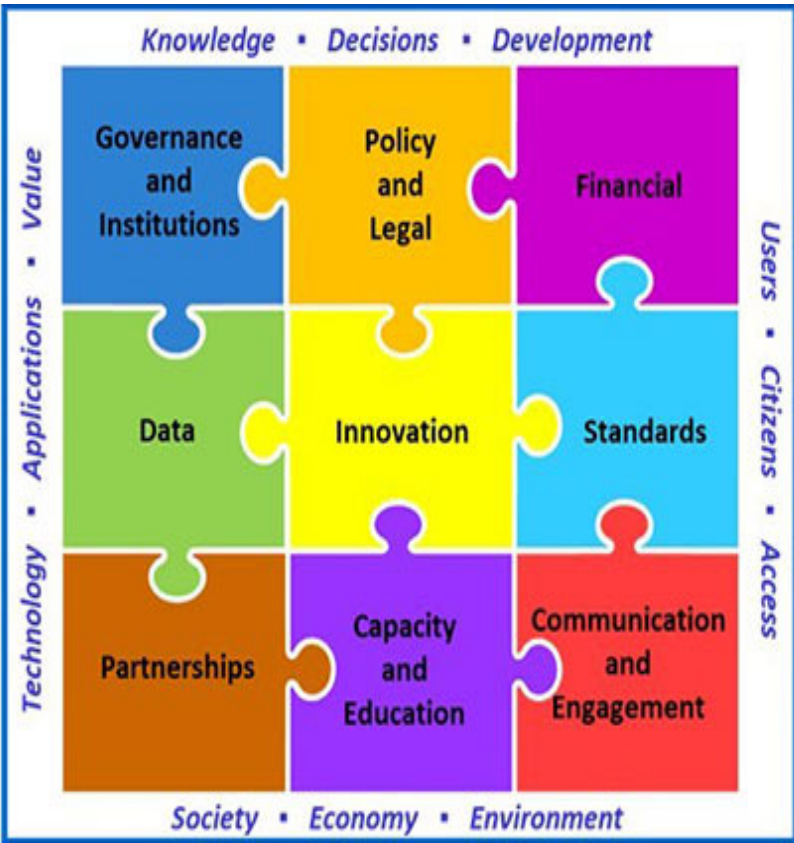 Knowledge ▪ Decisions ▪ Development
Technology ▪ Applications ▪ Value
Governance
and
Institutions
Policy
and
Legal
Financial
Users ▪ Citizens ▪ Access
Data
Innovation
Standards
Partnerships
Capacity
and
Education
Communication
and
Engagement
Society ▪ Economy ▪ Environment